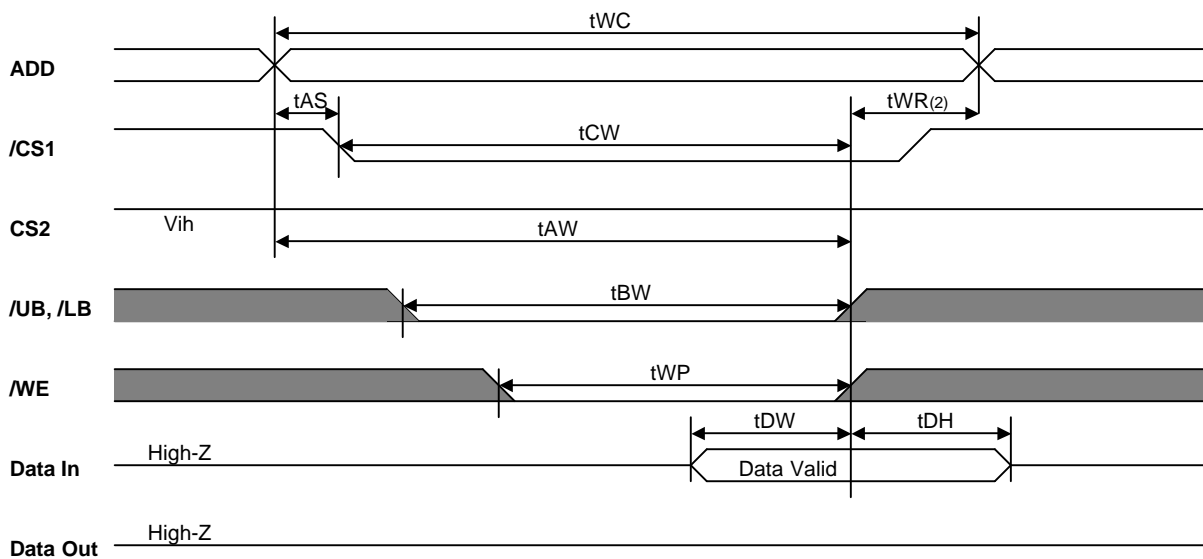 tWC
ADD
tAS
tWR(2)
/CS1
tCW
CS2
Vih
tAW
/UB, /LB
tBW
/WE
tWP
tDW
tDH
Data In
High-Z
Data Valid
Data Out
High-Z